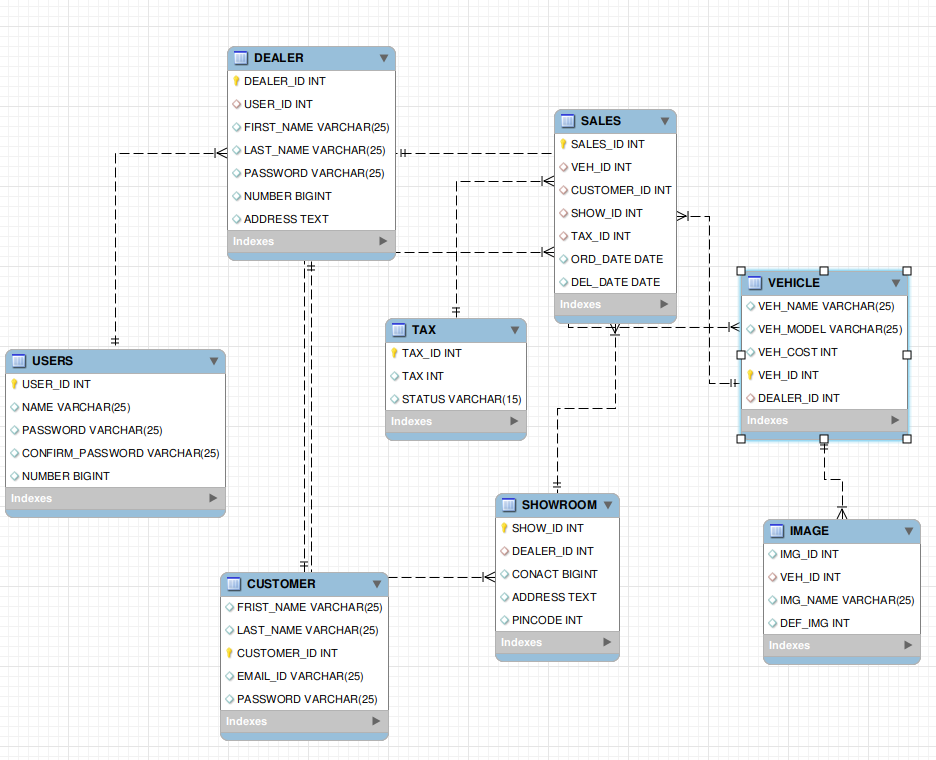 DEALER
DEALER_ID INT
USER_ID INT
FIRST_NAME VARCHAR(25)
LAST_NAME VARCHAR(25)
PASSWORD VARCHAR(25)
NUMBER BIGINT
ADDRESS TEXT
Indexes
SALES
SALES_ID INT
VEH_ID INT
CUSTOMER_ID INT
SHOW_ID INT
TAX_ID INT
ORD_DATE DATE
DEL_DATE DATE
Indexes
VEHICLE
VEH_NAME VARCHAR(25)
VEH_MODEL VARCHAR(25)
VEH_COST INT
VEH_ID INT
DEALER_ID INT
Indexes
TAX
TAX_ID INT
TAX INT
STATUS VARCHAR(15)
Indexes
USERS
USER_ID INT
NAME VARCHAR(25)
PASSWORD VARCHAR(25)
CONFIRM_PASSWORD VARCHAR(25)
NUMBER BIGINT
Indexes
SHOWROOM
SHOW_ID INT
DEALER_ID INT
CONACT BIGINT
ADDRESS TEXT
PINCODE INT
Indexes
IMAGE
IMG_ID INT
VEH_ID INT
IMG_NAME VARCHAR(25)
DEF_IMG INT
Indexes
CUSTOMER
FRIST_NAME VARCHAR(25)
LAST_NAME VARCHAR(25)
CUSTOMER_ID INT
EMAIL_ID VARCHAR(25)
PASSWORD VARCHAR(25)
Indexes